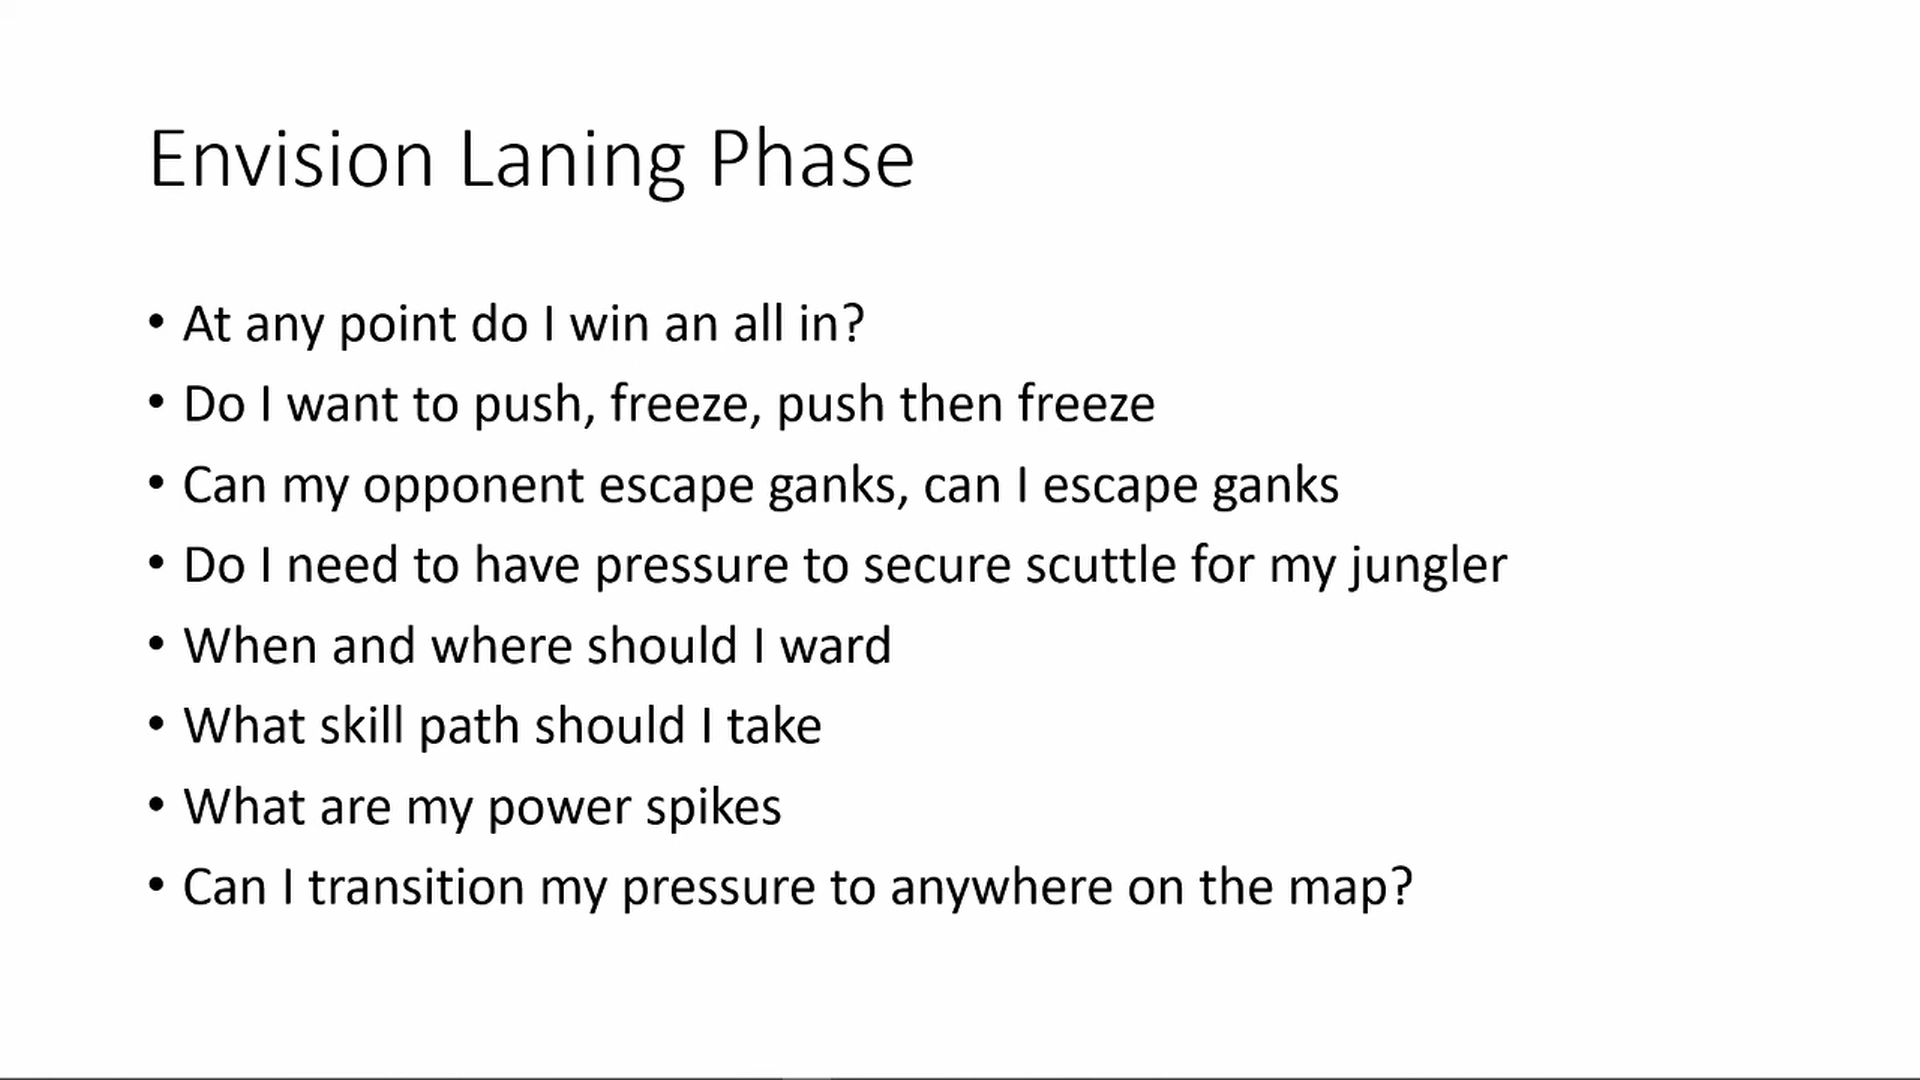 Envision Laning Phase
• At any point do I win an all in?
• Do I want to push, freeze, push then freeze
• Can my opponent escape ganks, can I escape ganks
• Do I need to have pressure to secure scuttle for my jungler
• When and where should I ward
• What skill path should I take
• What are my power spikes
• Can I transition my pressure to anywhere on the map?